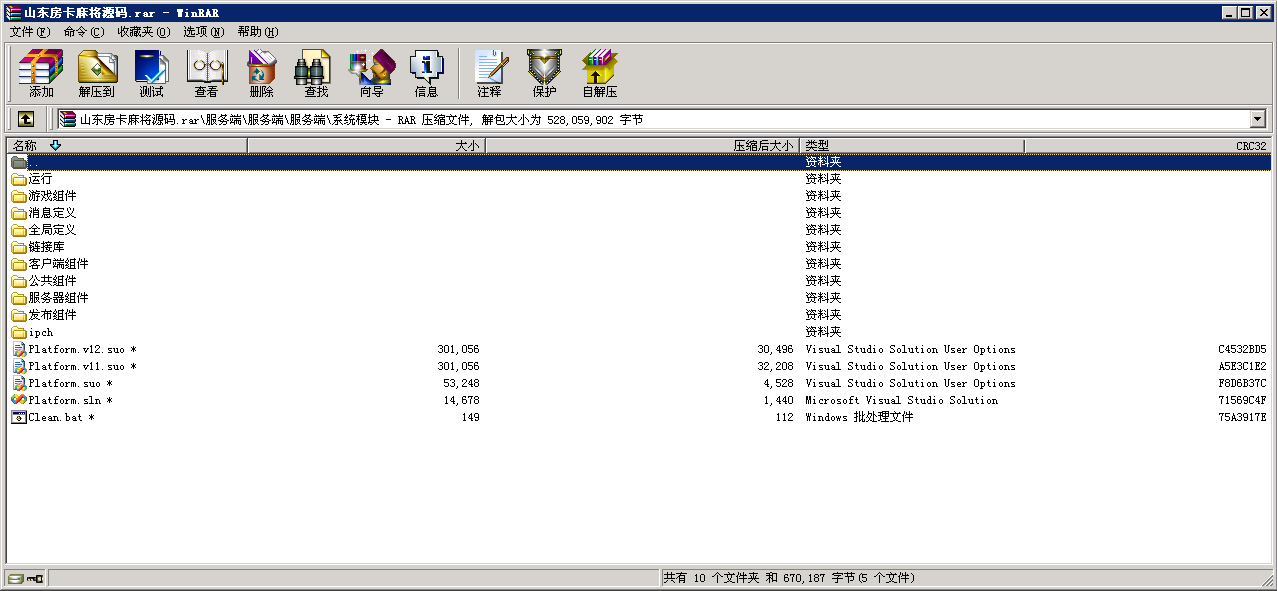 山东房卡麻将源码.rar - WinRAR
文件(F) 命令(C) 收藏夹(O) 选项(N) 帮助(H)
添加 解压到 测试 查看 删除 查找 向导 信息 注释 保护 自解压
山东房卡麻将源码.rar\服务端\服务端\服务端\系统模块 - RAR 压缩文件, 解包大小为 523,059,902 字节
名称 大小 压缩后大小 类型 CRC32
.. 资料夹
运行 资料夹
游戏组件 资料夹
消息定义 资料夹
全局定义 资料夹
链接库 资料夹
客户端组件 资料夹
公共组件 资料夹
服务器组件 资料夹
发布组件 资料夹
ipch 资料夹
Platform.v12.suo * 301,056 30,496 Visual Studio Solution User Options C4532BD5
Platform.v11.suo * 301,056 32,208 Visual Studio Solution User Options A5E3C1E2
Platform.suo * 53,248 4,528 Visual Studio Solution User Options F8D6B37C
Platform.sln * 14,678 1,440 Microsoft Visual Studio Solution 71569C4F
Clean.bat * 149 112 Windows 批处理文件 75A3917E
共有 10 个文件夹 和 670,187 字节(5 个文件)